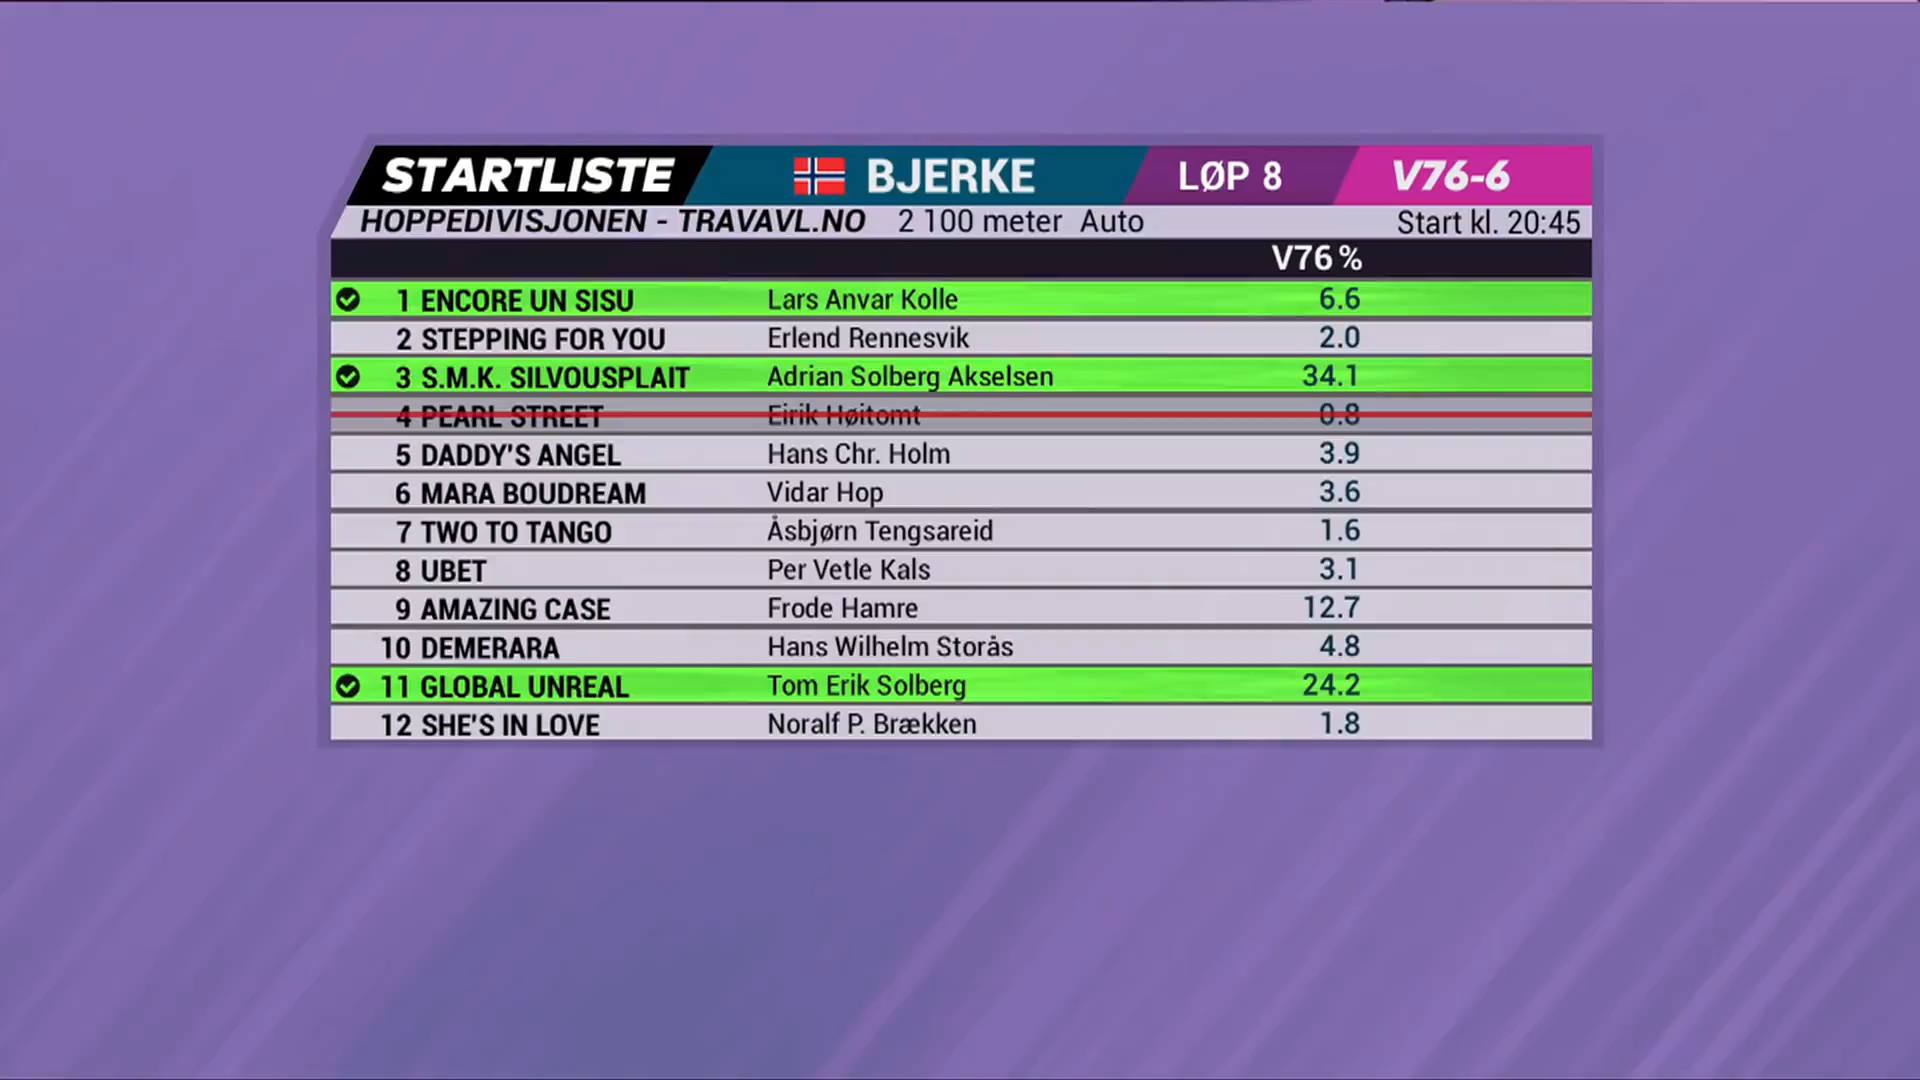 STARTLISTE BJERKE LØP 8 V76-6
HOPPEDIVISJONEN - TRAVAVL.NO 2 100 meter Auto Start kl. 20:45
V76 %
1 ENCORE UN SISU Lars Anvar Kolle 6.6
2 STEPPING FOR YOU Erlend Rennesvik 2.0
3 S.M.K. SILVOUSPLAIT Adrian Solberg Akselsen 34.1
4 PEARL STREET Eirik Høitomt 0.8
5 DADDY'S ANGEL Hans Chr. Holm 3.9
6 MARA BOUDREAM Vidar Hop 3.6
7 TWO TO TANGO Åsbjørn Tengsareid 1.6
8 UBET Per Vetle Kals 3.1
9 AMAZING CASE Frode Hamre 12.7
10 DEMERARA Hans Wilhelm Storås 4.8
11 GLOBAL UNREAL Tom Erik Solberg 24.2
12 SHE'S IN LOVE Noralf P. Brækken 1.8